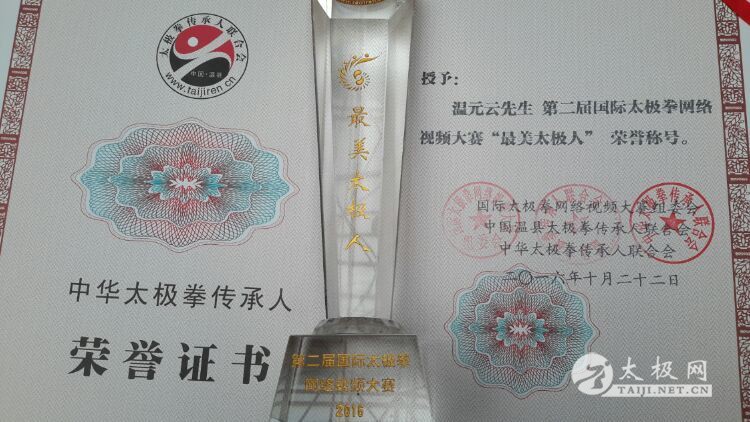 太极拳传承人联合会
中国·温县
www.taijiren.cn
中华太极拳传承人
荣誉证书
最美太极人
第二届国际太极拳
网络视频大赛
2016
授予：
温元云先生 第二届国际太极拳网络
视频大赛“最美太极人” 荣誉称号。
国际太极拳网络视频大赛组委会
中国温县太极拳传承人联合会
中华太极拳传承人联合会
二〇一六年十月二十二日
太极网
TAIJI.NET.CN